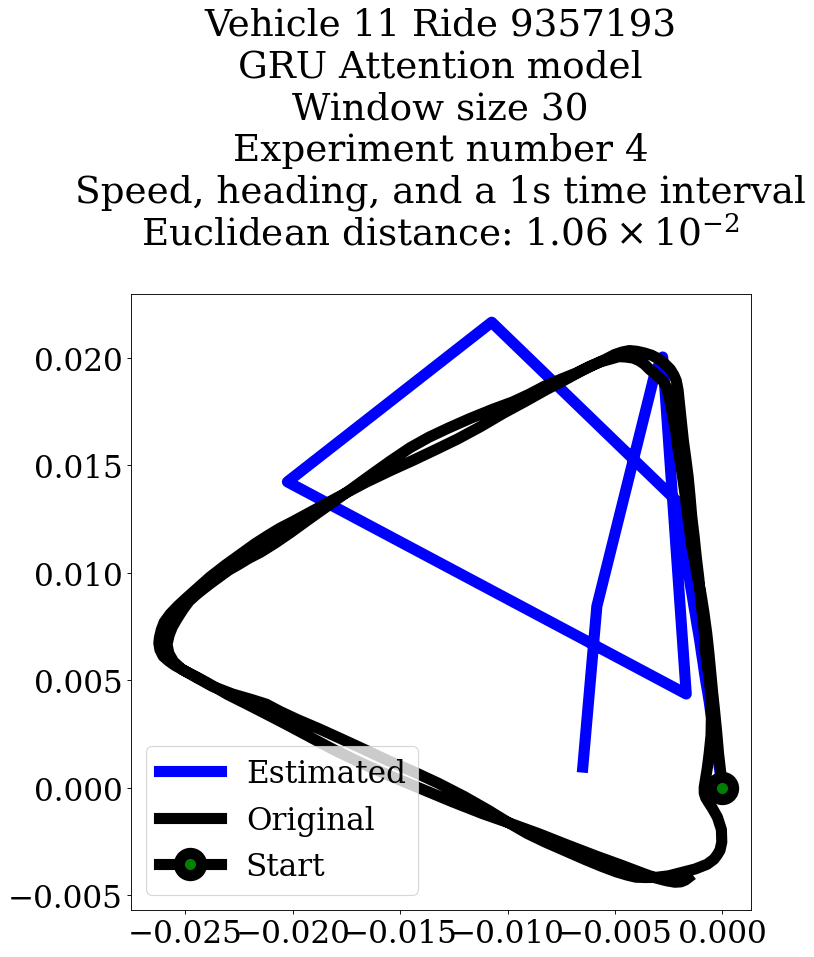 Vehicle 11 Ride 9357193
GRU Attention model
Window size 30
Experiment number 4
Speed, heading, and a 1s time interval
Euclidean distance: 1.06 × 10⁻²
0.020
0.015
0.010
0.005
0.000
−0.005
Estimated
Original
Start
−0.025 −0.020 −0.015 −0.010 −0.005 0.000